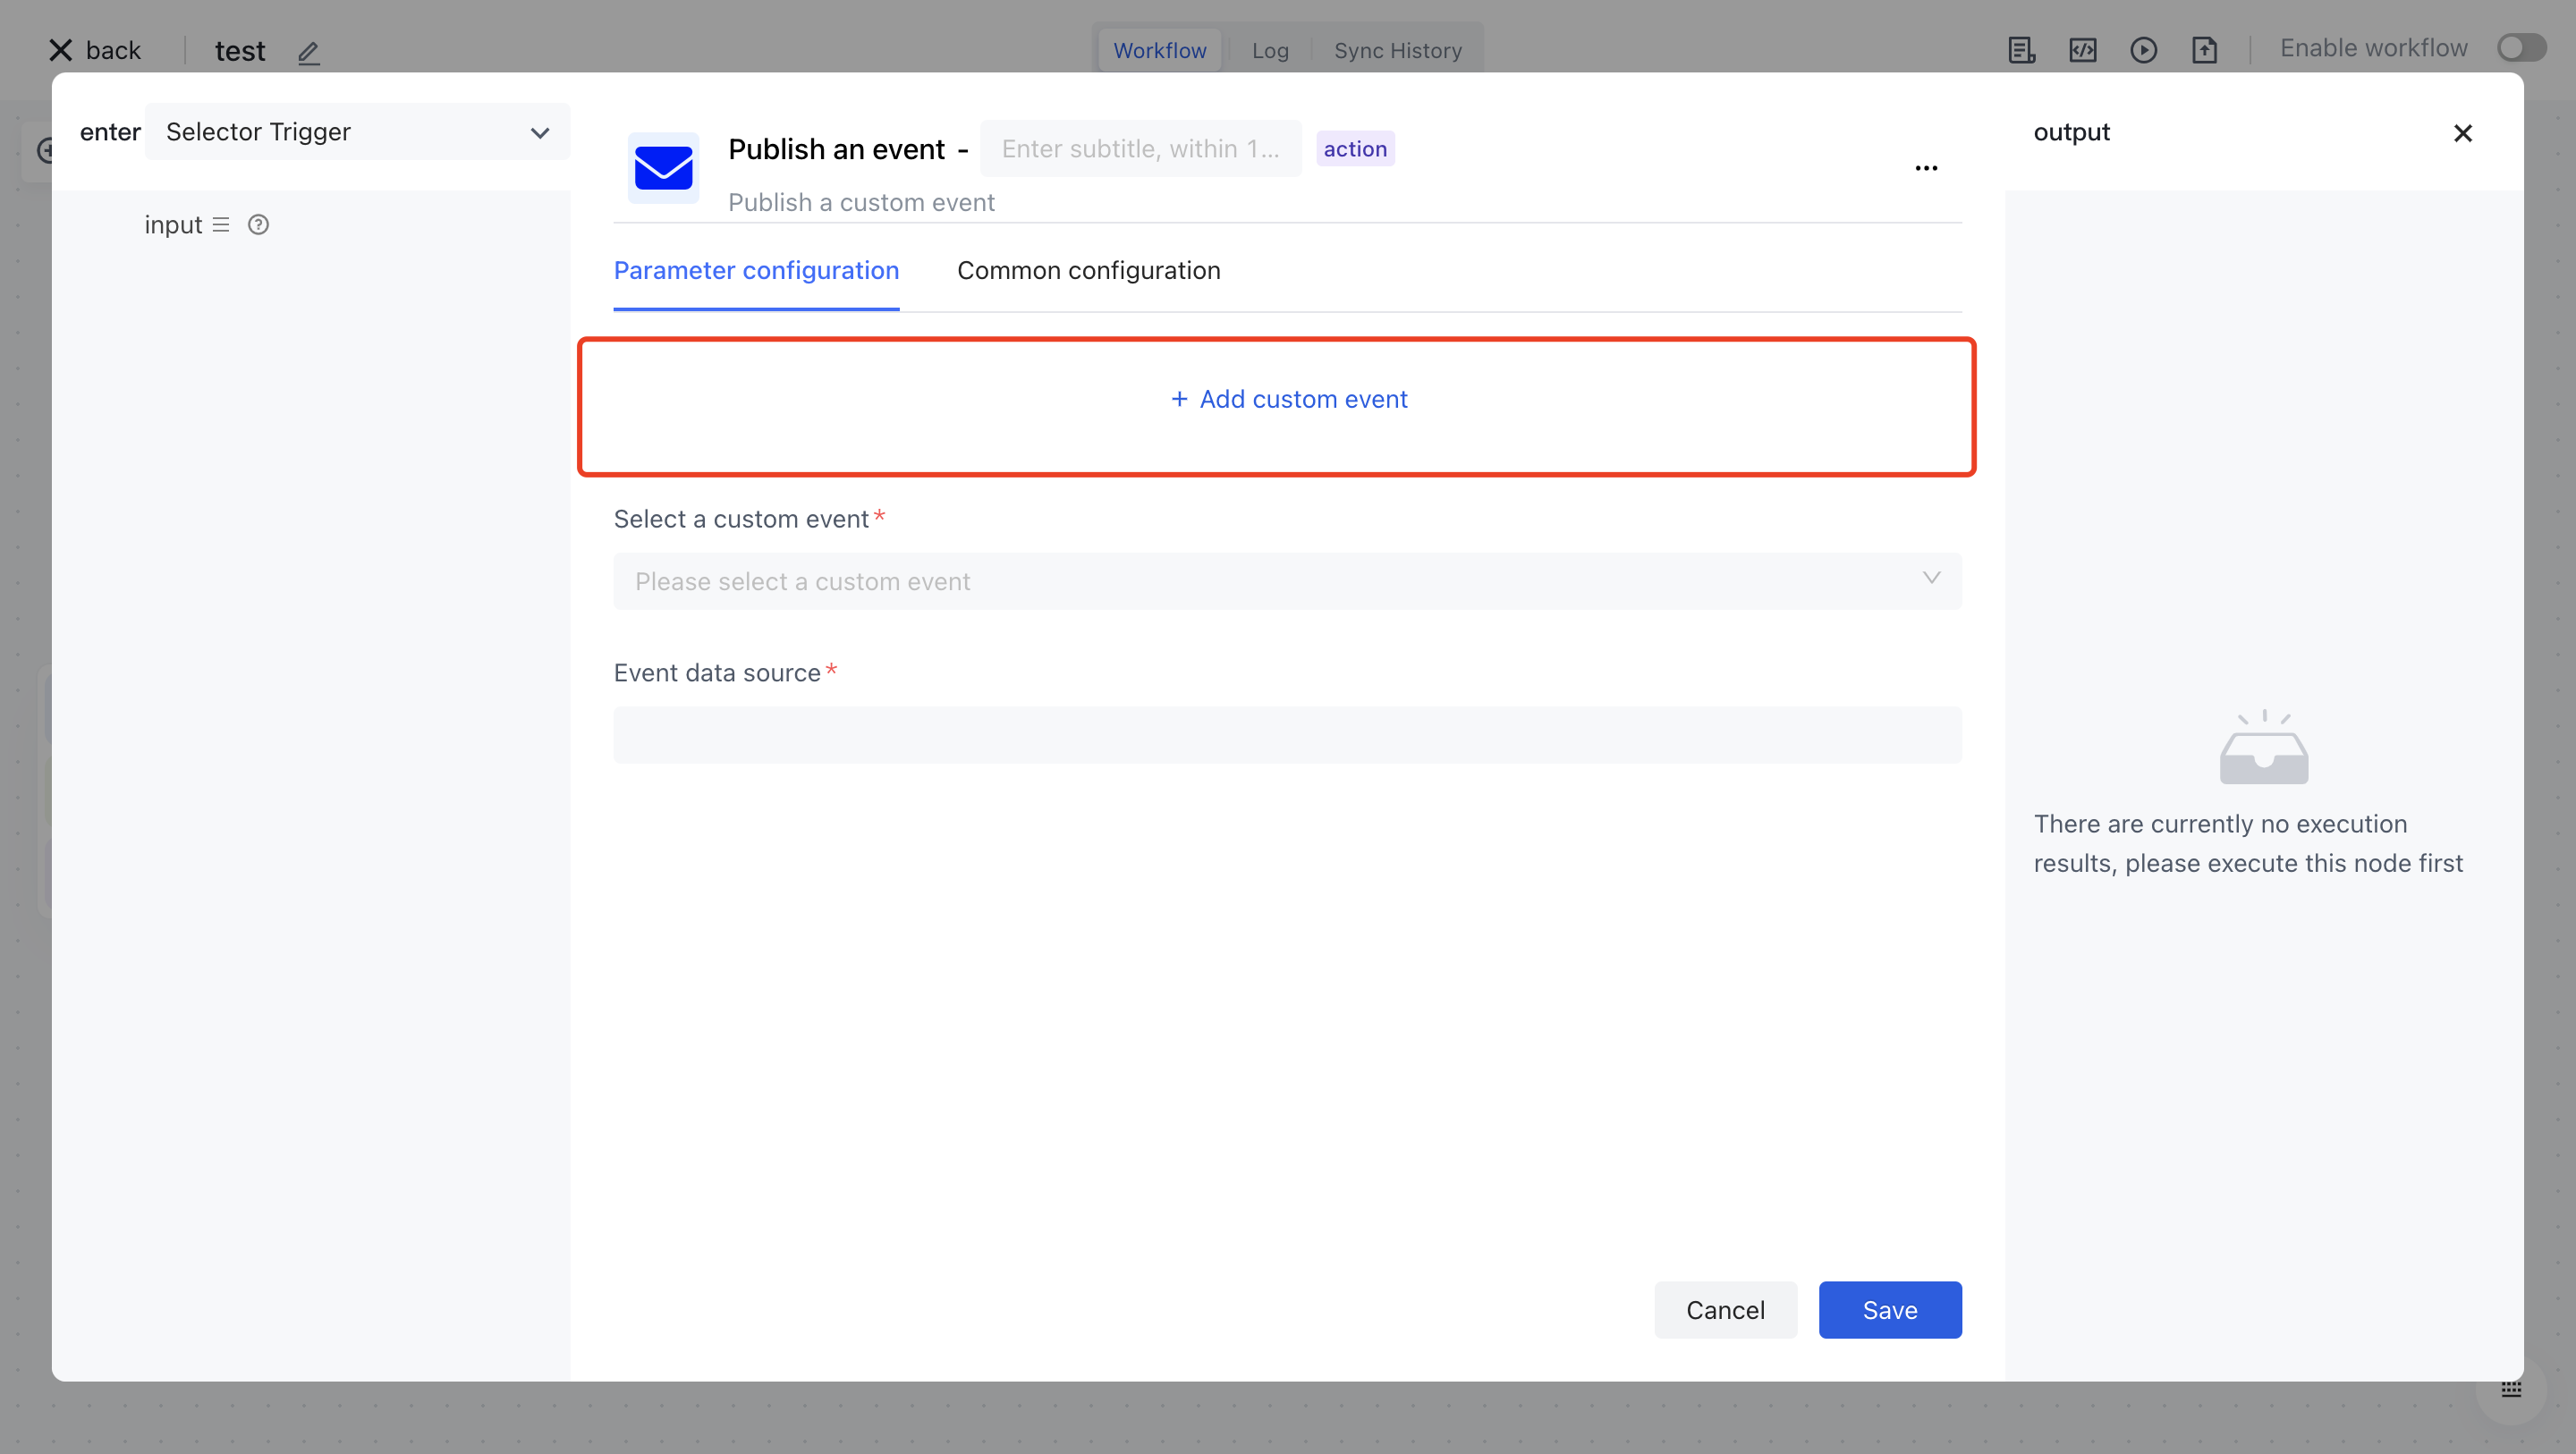 back
test
Workflow
Log
Sync History
Enable workflow
enter
Selector Trigger
input
Publish an event -
Enter subtitle, within 1...
action
Publish a custom event
Parameter configuration
Common configuration
+ Add custom event
Select a custom event*
Please select a custom event
Event data source*
Cancel
Save
output
There are currently no execution
results, please execute this node first